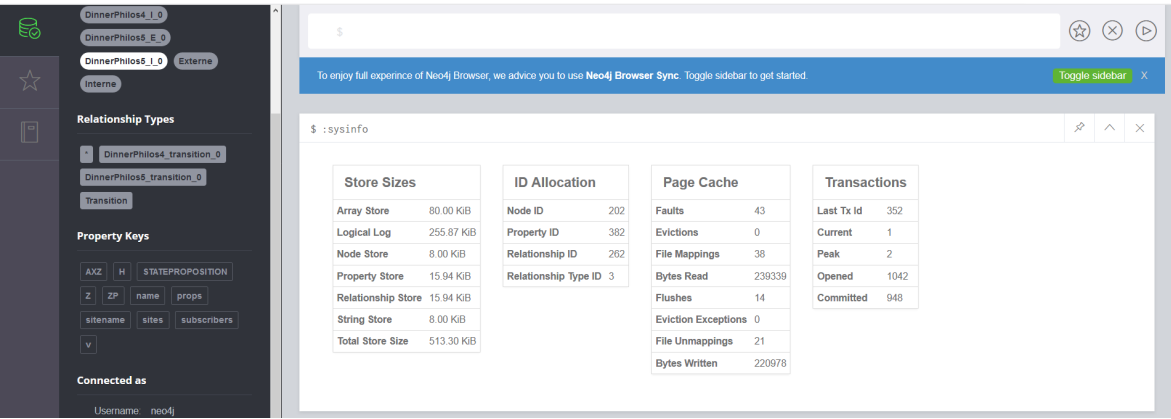 DinnerPhilos4_I_0
DinnerPhilos5_E_0
DinnerPhilos5_I_0 Externe
Interne
Relationship Types
* DinnerPhilos4_transition_0
DinnerPhilos5_transition_0
Transition
Property Keys
AXZ H STATEPROPOSITION
Z ZP name props
sitename sites subscribers
v
Connected as
Username: neo4j
$
To enjoy full experince of Neo4j Browser, we advice you to use Neo4j Browser Sync. Toggle sidebar to get started.
Toggle sidebar X
$ :sysinfo
Store Sizes
Array Store 80.00 KiB
Logical Log 255.87 KiB
Node Store 8.00 KiB
Property Store 15.94 KiB
Relationship Store 15.94 KiB
String Store 8.00 KiB
Total Store Size 513.30 KiB
ID Allocation
Node ID 202
Property ID 382
Relationship ID 262
Relationship Type ID 3
Page Cache
Faults 43
Evictions 0
File Mappings 38
Bytes Read 239339
Flushes 14
Eviction Exceptions 0
File Unmappings 21
Bytes Written 220978
Transactions
Last Tx Id 352
Current 1
Peak 2
Opened 1042
Committed 948